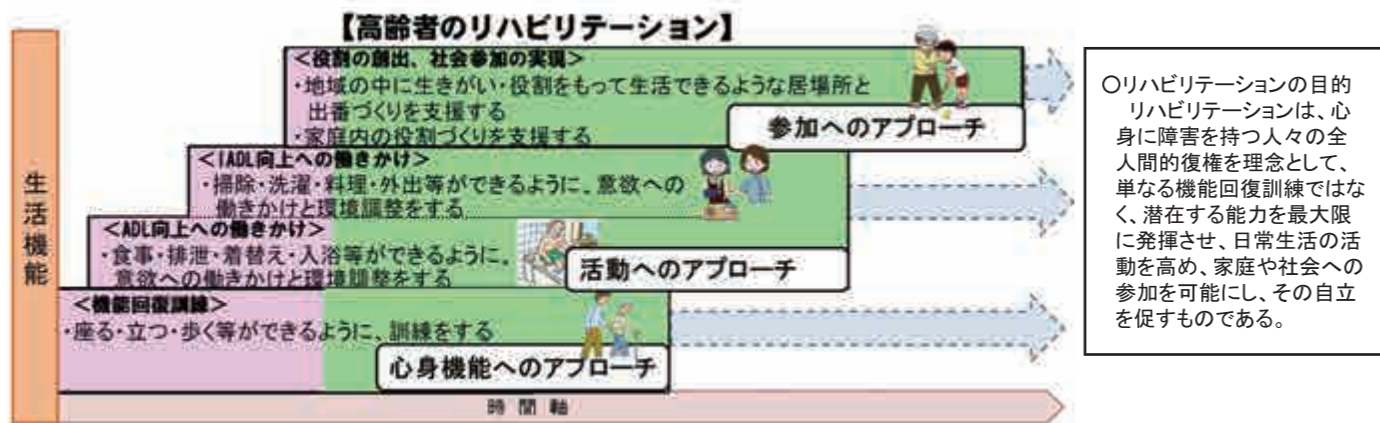 【高齢者のリハビリテーション】
生活機能
<役割の創出、社会参加の実現>
・地域の中に生きがい・役割をもって生活できるような居場所と
出番づくりを支援する
・家庭内の役割づくりを支援する
参加へのアプローチ
<IADL向上への働きかけ>
・掃除・洗濯・料理・外出等ができるように。意欲への
働きかけと環境調整をする
<ADL向上への働きかけ>
・食事・排泄・着替え・入浴等ができるように。
意欲への働きかけと環境調整をする
活動へのアプローチ
<機能回復訓練>
・座る・立つ・歩く等ができるように、訓練をする
心身機能へのアプローチ
時間軸
○リハビリテーションの目的
リハビリテーションは、心
身に障害を持つ人々の全
人間的復権を理念として、
単なる機能回復訓練ではな
く、潜在する能力を最大限
に発揮させ、日常生活の活
動を高め、家庭や社会への
参加を可能にし、その自立
を促すものである。